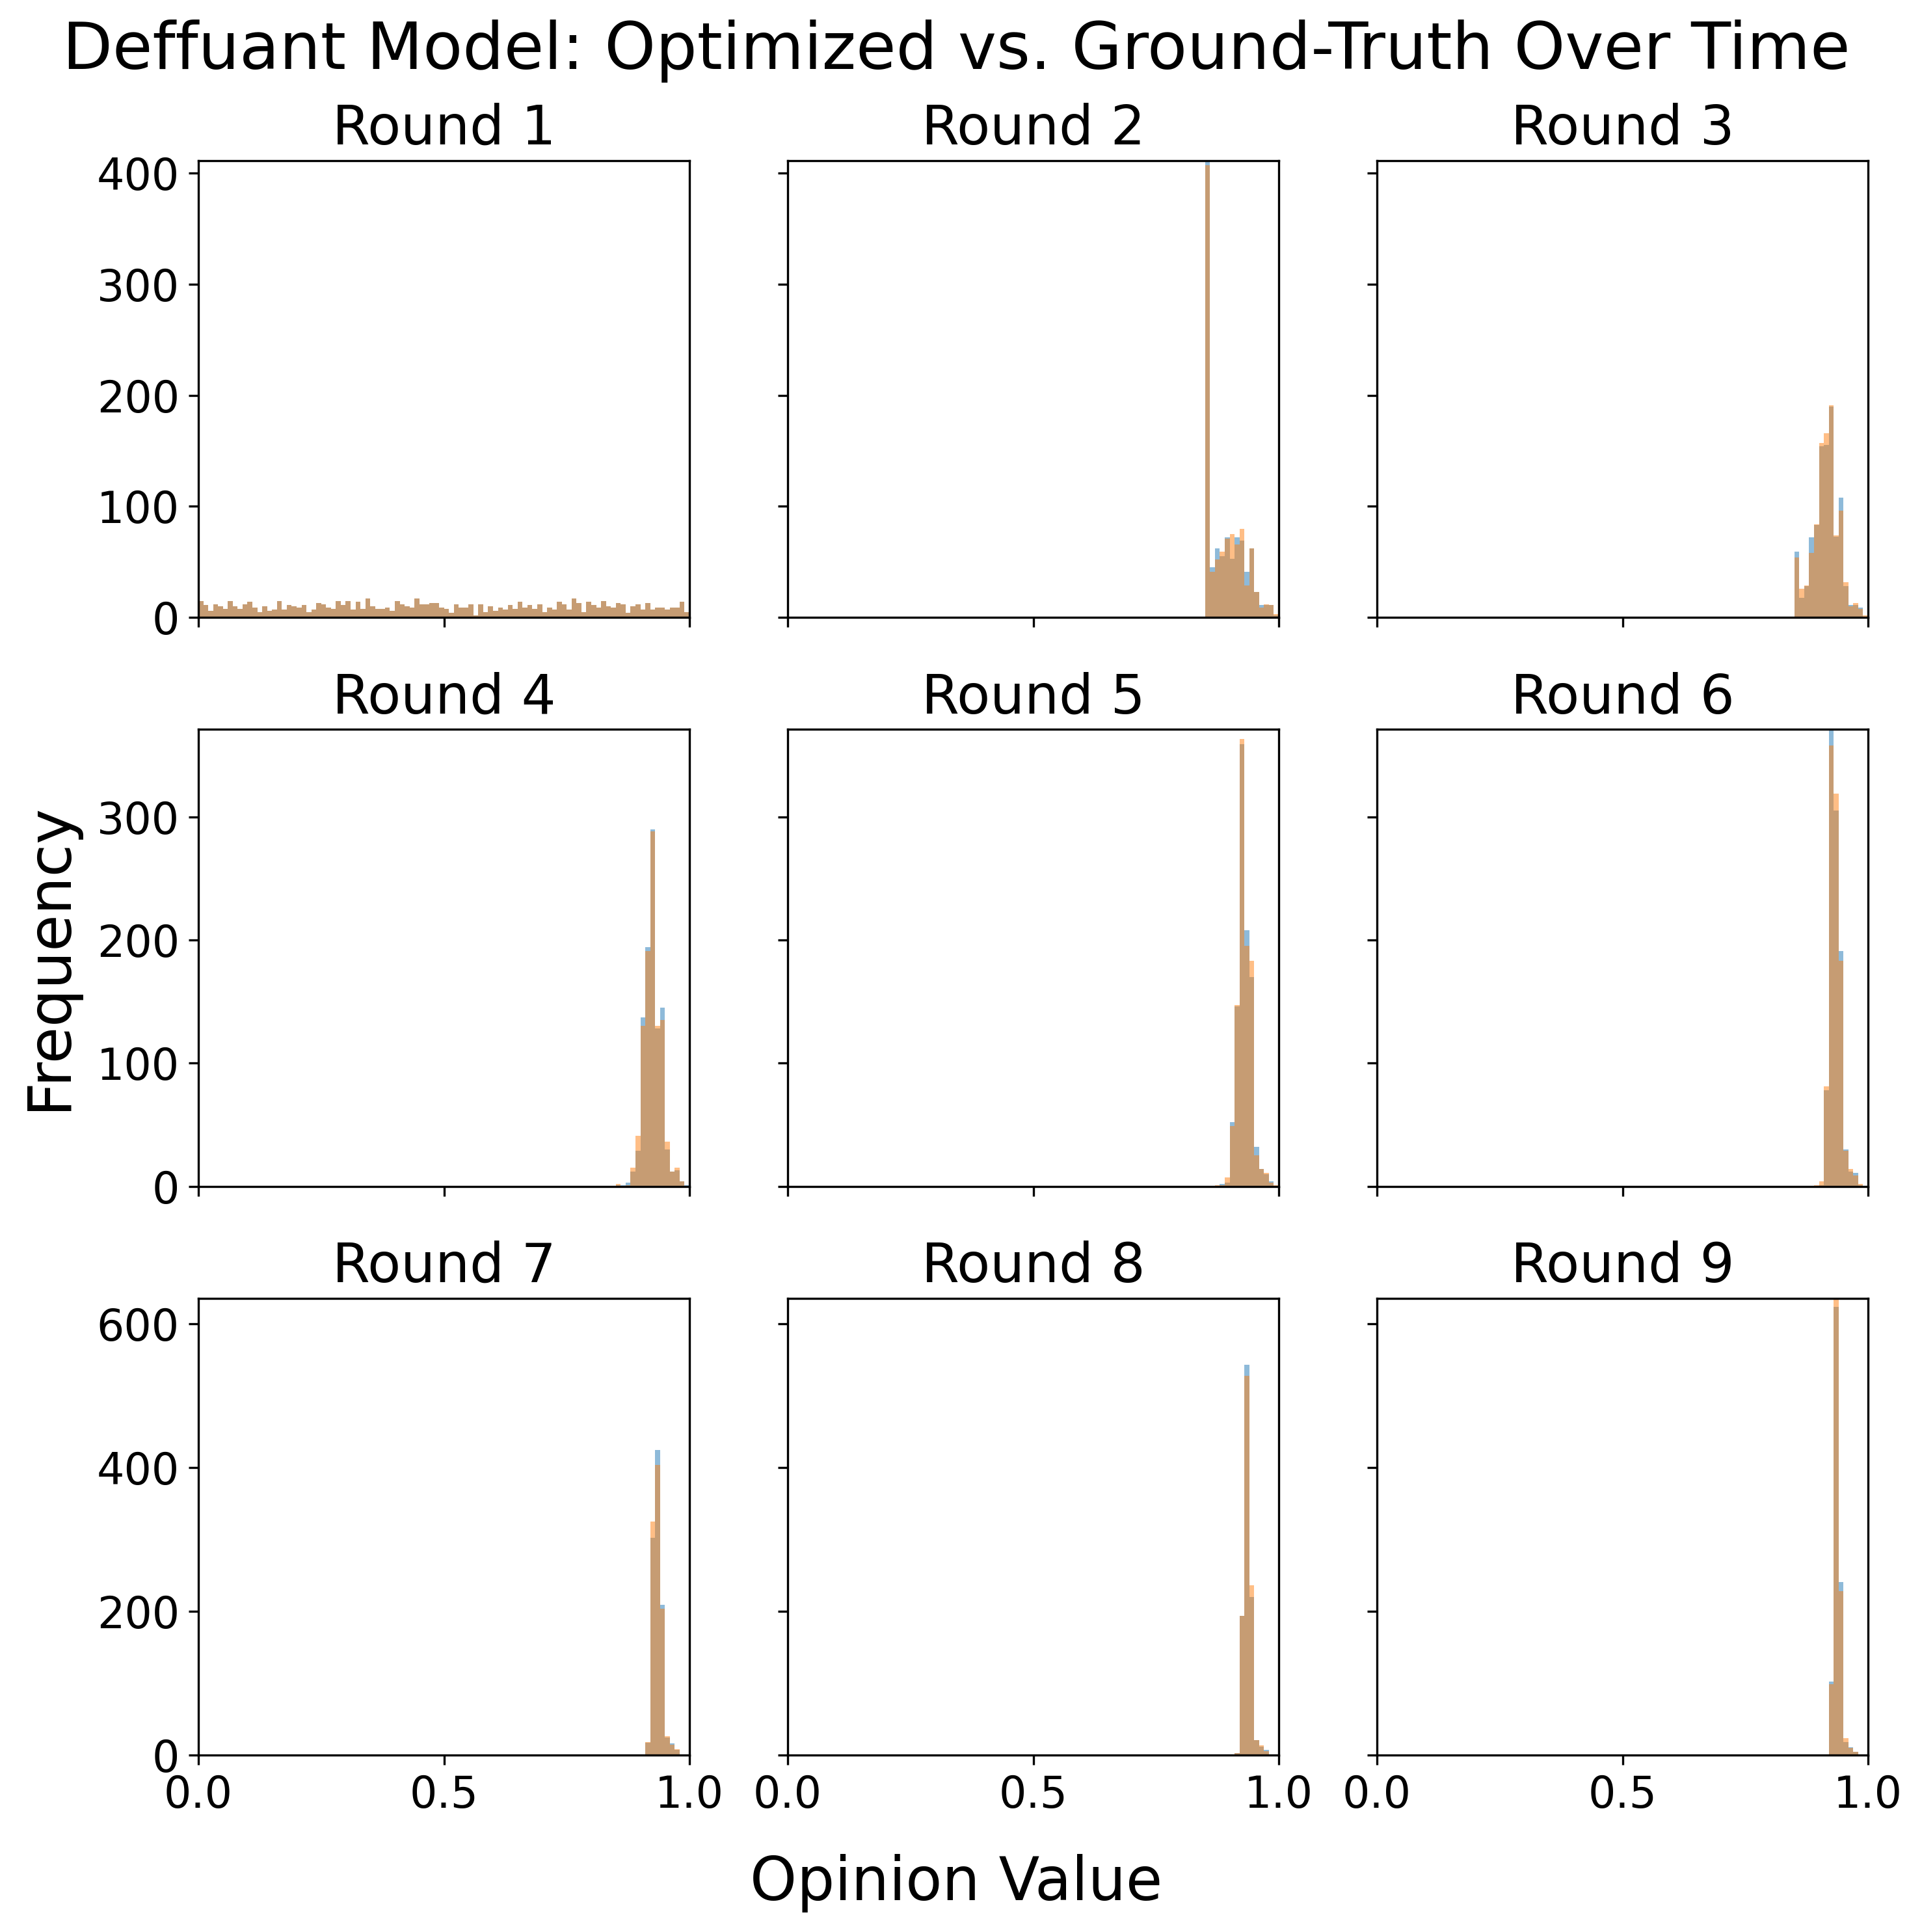 Deffuant Model: Optimized vs. Ground-Truth Over Time
Round 1
Round 2
Round 3
400
300
200
100
0
Round 4
Round 5
Round 6
Frequency
300
200
100
0
Round 7
Round 8
Round 9
600
400
200
0
0.0 0.5 1.0 0.0 0.5 1.0 0.0 0.5 1.0
Opinion Value